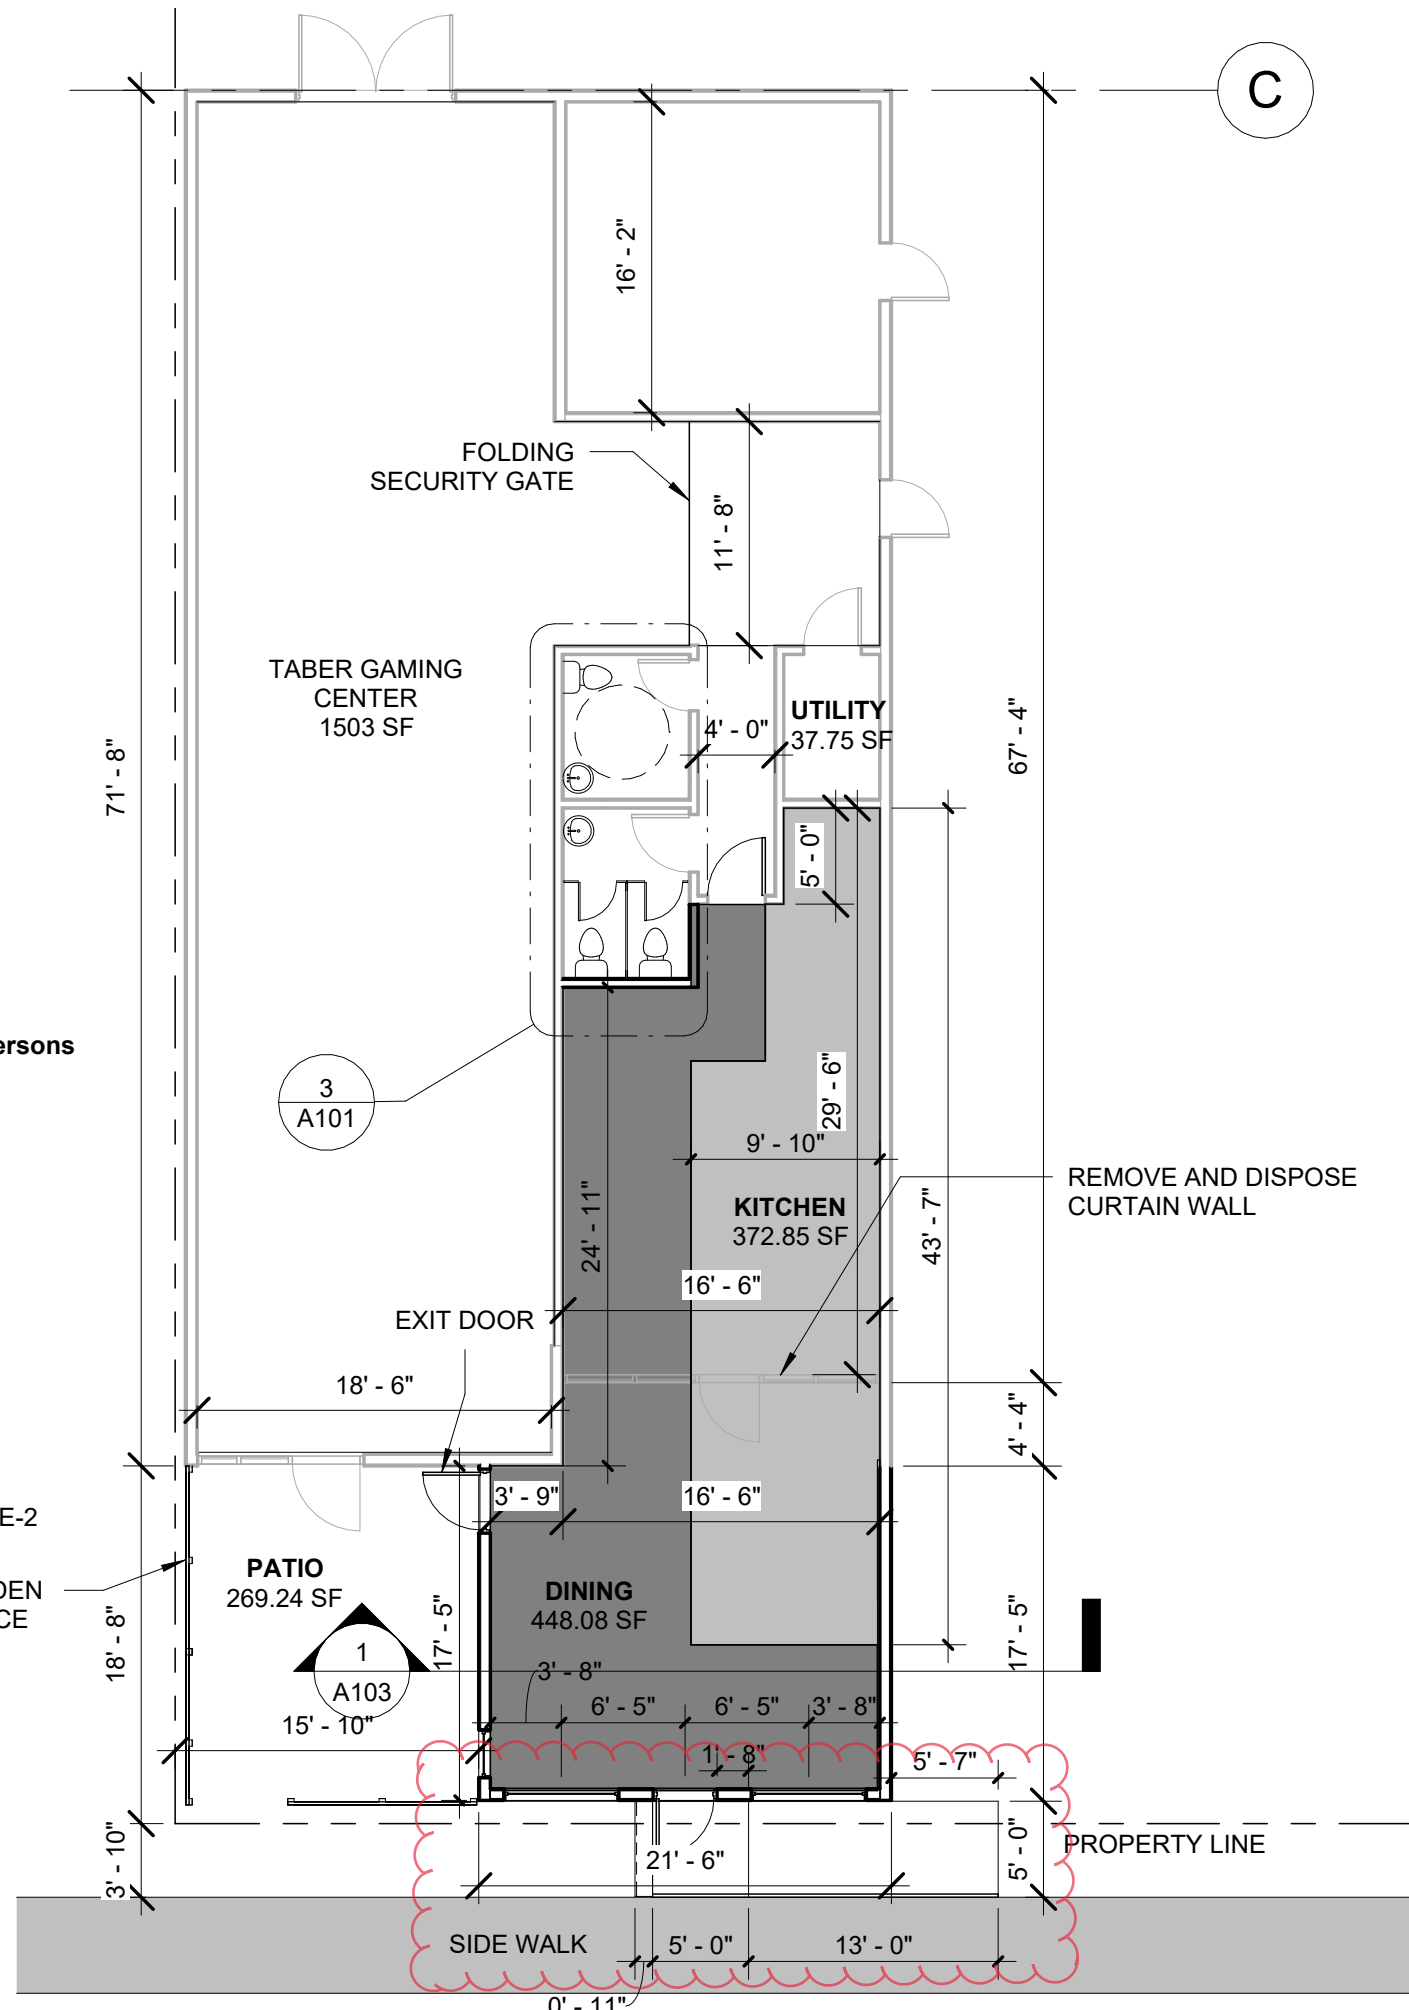 C
16' - 2"
FOLDING
SECURITY GATE
11' - 8"
TABER GAMING
CENTER
1503 SF
UTILITY
37.75 SF
4' - 0"
67' - 4"
71' - 8"
5' - 0"
ersons
3
A101
29' - 6"
9' - 10"
REMOVE AND DISPOSE
CURTAIN WALL
KITCHEN
372.85 SF
24' - 11"
43' - 7"
16' - 6"
EXIT DOOR
18' - 6"
4' - 4"
3' - 9"
16' - 6"
E-2
PATIO
269.24 SF
DEN
CE
DINING
448.08 SF
18' - 8"
17' - 5"
17' - 5"
1
A103
3' - 8"
6' - 5"
6' - 5"
3' - 8"
15' - 10"
1' - 8"
5' - 7"
3' - 10"
21' - 6"
5' - 0"
PROPERTY LINE
SIDE WALK
5' - 0"
13' - 0"
0' - 11"